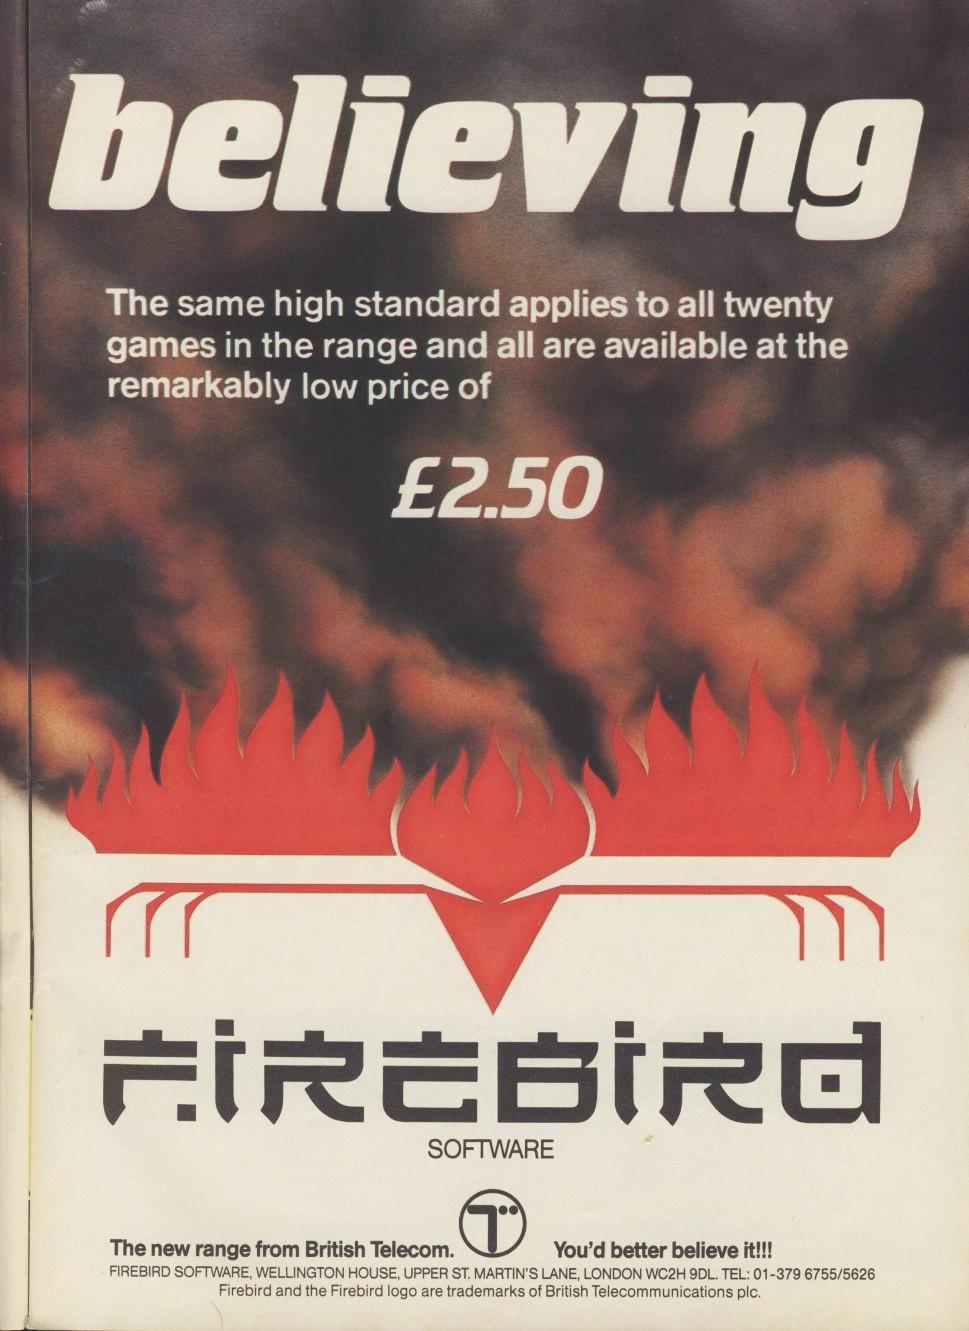 believing
The same high standard applies to all twenty
games in the range and all are available at the
remarkably low price of
£2.50
FIREBIRD
SOFTWARE
T
The new range from British Telecom. You'd better believe it!!!
FIREBIRD SOFTWARE, WELLINGTON HOUSE, UPPER ST. MARTIN'S LANE, LONDON WC2H 9DL. TEL: 01-379 6755/5626
Firebird and the Firebird logo are trademarks of British Telecommunications plc.